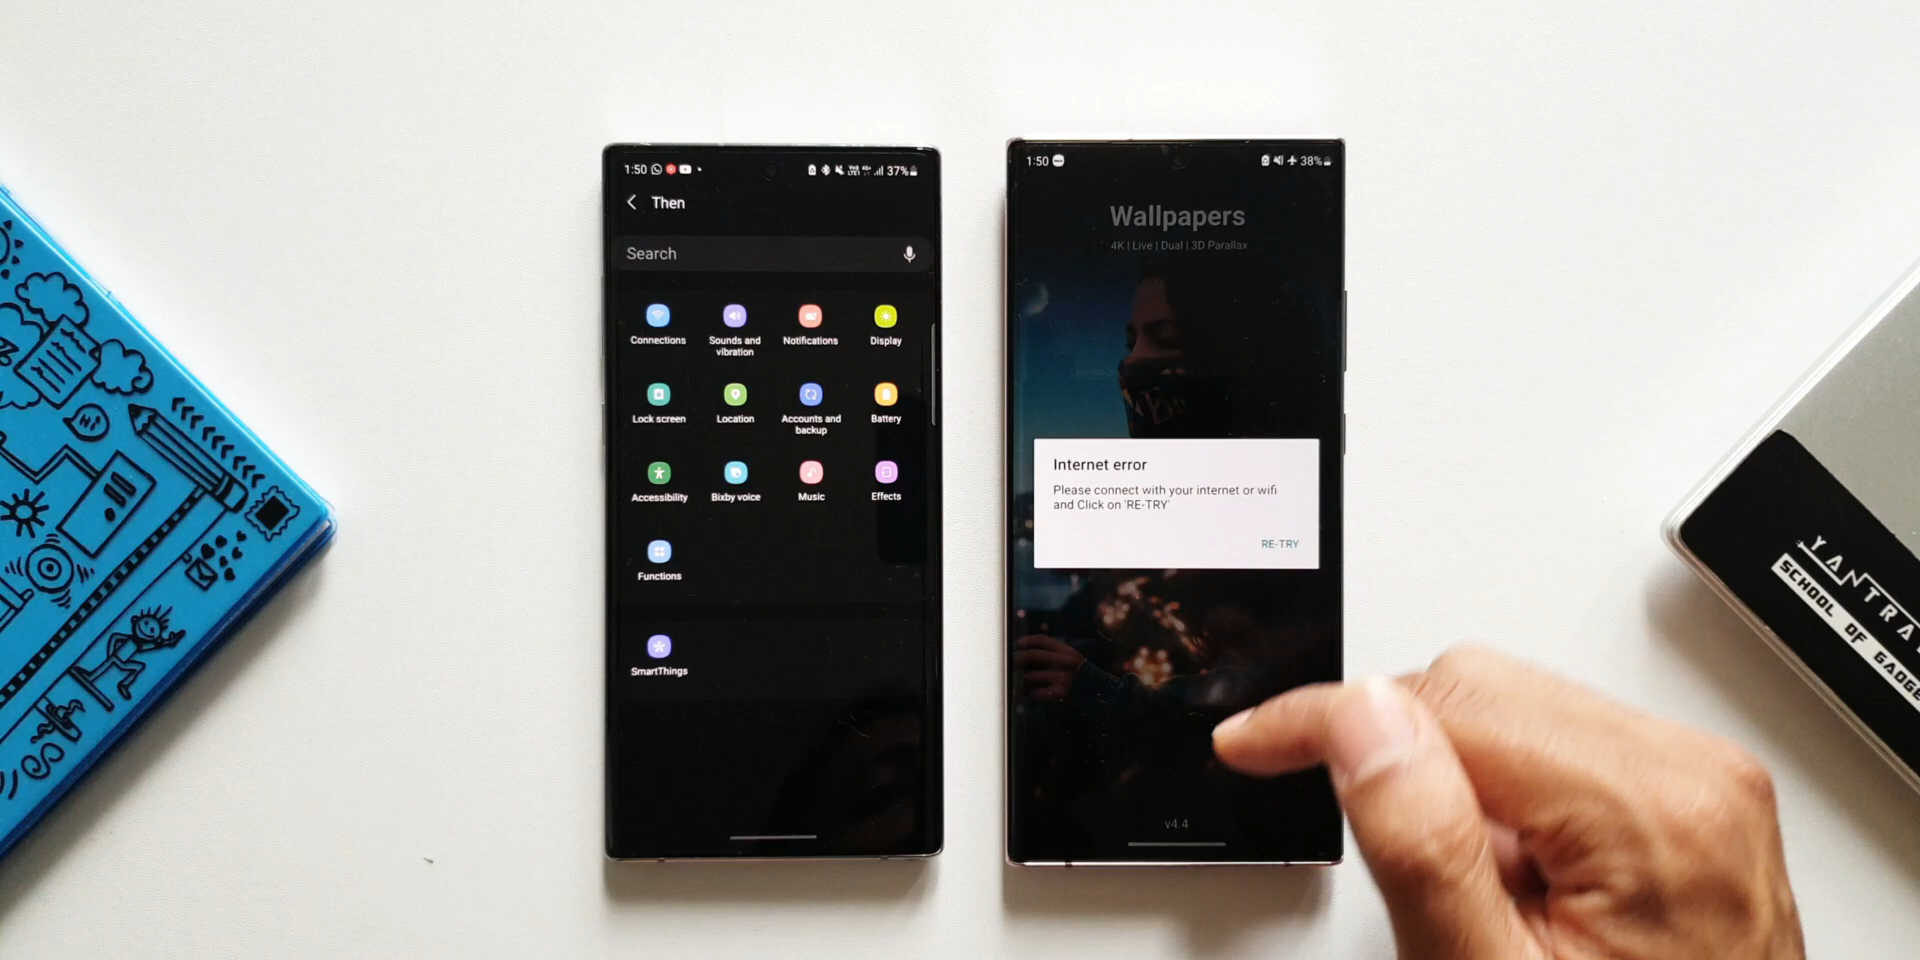 Hi
1:50
37%
Then
Search
Connections
Sounds and
vibration
Notifications
Display
Lock screen
Location
Accounts and
backup
Battery
Accessibility
Bixby voice
Music
Effects
Functions
SmartThings
1:50
38%
Wallpapers
4K | Live | Dual | 3D Parallax
Internet error
Please connect with your internet or wifi
and Click on 'RE-TRY'
RE-TRY
v4.4
YANTRA
SCHOOL OF GADGE